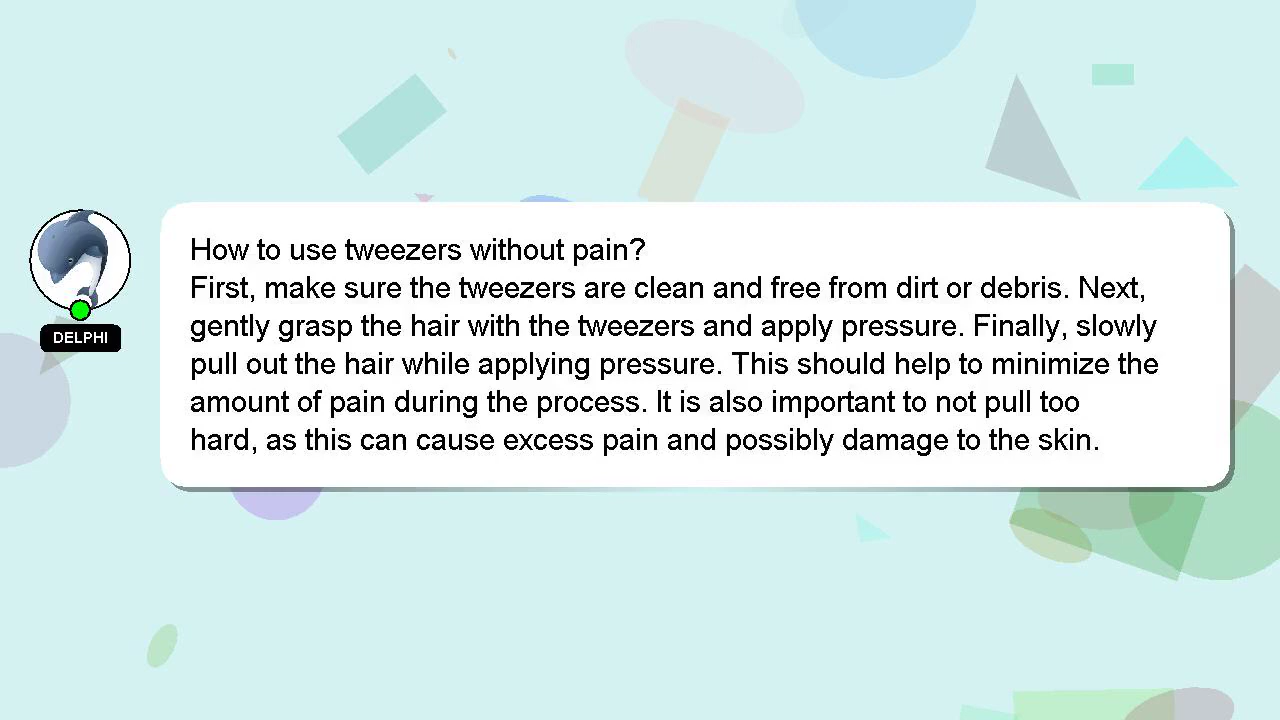 How to use tweezers without pain?
First, make sure the tweezers are clean and free from dirt or debris. Next,
gently grasp the hair with the tweezers and apply pressure. Finally, slowly
pull out the hair while applying pressure. This should help to minimize the
amount of pain during the process. It is also important to not pull too
hard, as this can cause excess pain and possibly damage to the skin.
DELPHI